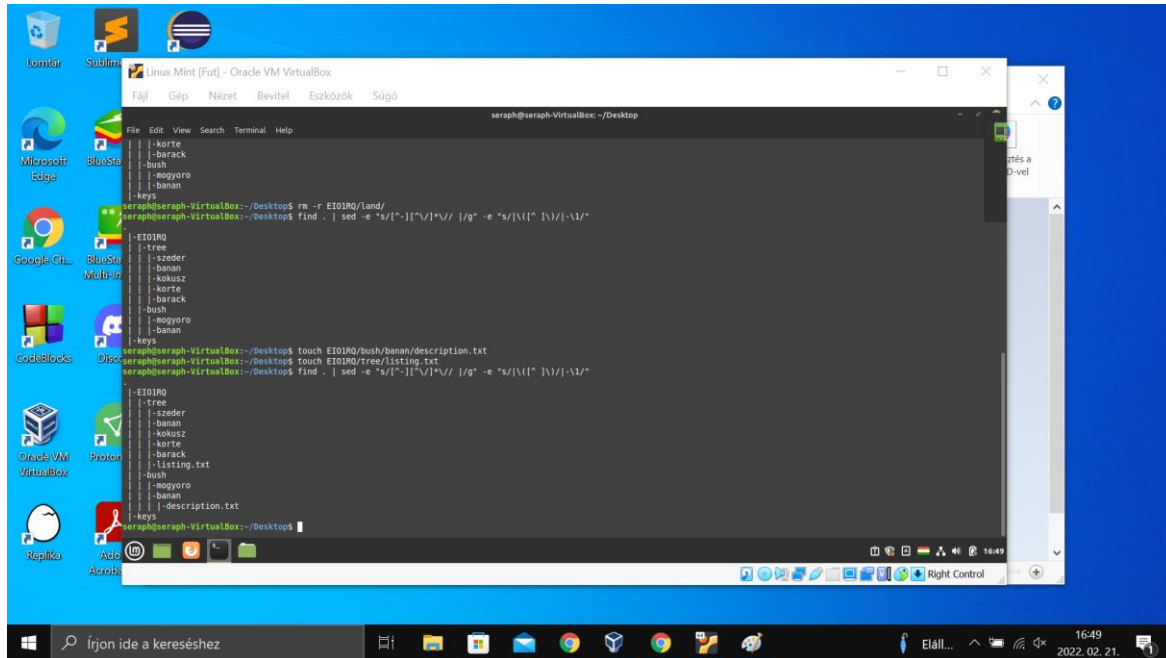 Lomtár
Sublime
Linux Mint [Fut] - Oracle VM VirtualBox
Fájl Gép Nézet Bevitel Eszközök Súgó
seraph@seraph-VirtualBox: ~/Desktop
File Edit View Search Terminal Help
| | |-korte
| | |-barack
| |-bush
| | |-mogyoro
| | |-banan
|-keys
seraph@seraph-VirtualBox:~/Desktop$ rm -r EIO1RQ/land/
seraph@seraph-VirtualBox:~/Desktop$ find . | sed -e "s/[^-][^\/]*\// |/g" -e "s/|\([^ ]\)/|-\1/"
.
|-EIO1RQ
| |-tree
| | |-szeder
| | |-banan
| | |-kokusz
| | |-korte
| | |-barack
| |-bush
| | |-mogyoro
| | |-banan
|-keys
seraph@seraph-VirtualBox:~/Desktop$ touch EIO1RQ/bush/banan/description.txt
seraph@seraph-VirtualBox:~/Desktop$ touch EIO1RQ/tree/listing.txt
seraph@seraph-VirtualBox:~/Desktop$ find . | sed -e "s/[^-][^\/]*\// |/g" -e "s/|\([^ ]\)/|-\1/"
.
|-EIO1RQ
| |-tree
| | |-szeder
| | |-banan
| | |-kokusz
| | |-korte
| | |-barack
| | |-listing.txt
| |-bush
| | |-mogyoro
| | |-banan
| | | |-description.txt
|-keys
seraph@seraph-VirtualBox:~/Desktop$
16:49
Right Control
ztés a
D-vel
Microsoft
Edge
BlueSta
Google Ch...
BlueSta
Multi-In
CodeBlocks
Disco
Oracle VM
VirtualBox
Proton
Replika
Ado
Acroba
Írjon ide a kereséshez
Eláll...
16:49
2022. 02. 21.
1